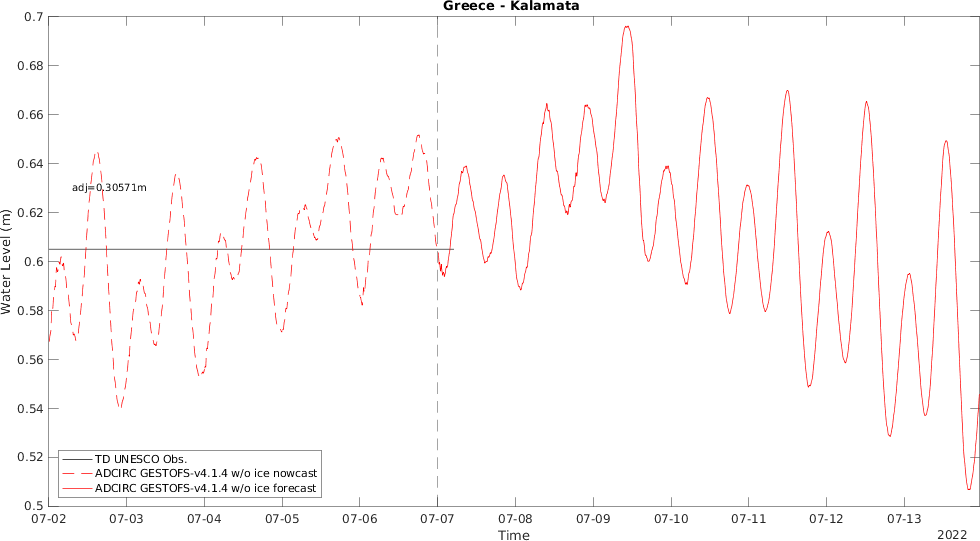 Greece - Kalamata
0.7
0.68
0.66
0.64
0.62
0.6
0.58
0.56
0.54
0.52
0.5
Water Level (m)
adj=0.30571m
TD UNESCO Obs.
ADCIRC GESTOFS-v4.1.4 w/o ice nowcast
ADCIRC GESTOFS-v4.1.4 w/o ice forecast
07-02 07-03 07-04 07-05 07-06 07-07 07-08 07-09 07-10 07-11 07-12 07-13
Time
2022